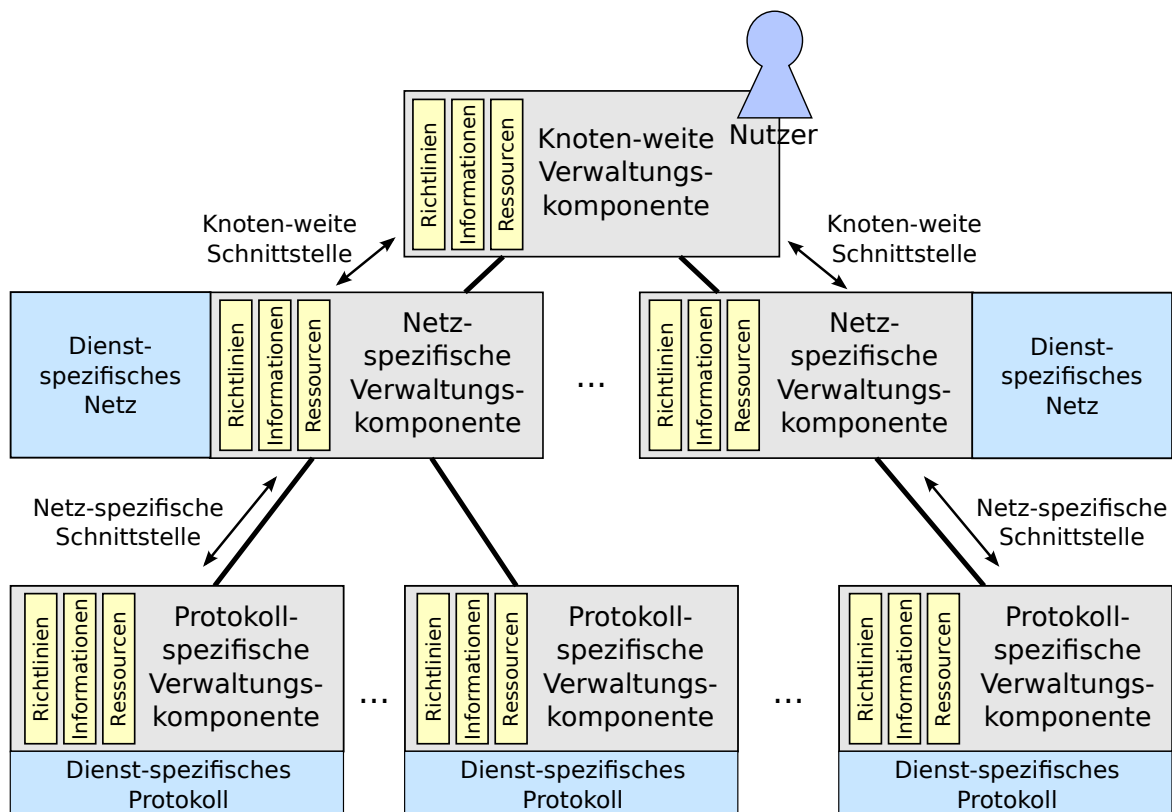 Nutzer
Richtlinien
Informationen
Ressourcen
Knoten-weite
Verwaltungs-
komponente
Knoten-weite
Schnittstelle
Knoten-weite
Schnittstelle
Dienst-
spezifisches
Netz
Richtlinien
Informationen
Ressourcen
Netz-
spezifische
Verwaltungs-
komponente
...
Richtlinien
Informationen
Ressourcen
Netz-
spezifische
Verwaltungs-
komponente
Dienst-
spezifisches
Netz
Netz-spezifische
Schnittstelle
Netz-spezifische
Schnittstelle
Richtlinien
Informationen
Ressourcen
Protokoll-
spezifische
Verwaltungs-
komponente
Dienst-spezifisches
Protokoll
...
Richtlinien
Informationen
Ressourcen
Protokoll-
spezifische
Verwaltungs-
komponente
Dienst-spezifisches
Protokoll
...
Richtlinien
Informationen
Ressourcen
Protokoll-
spezifische
Verwaltungs-
komponente
Dienst-spezifisches
Protokoll